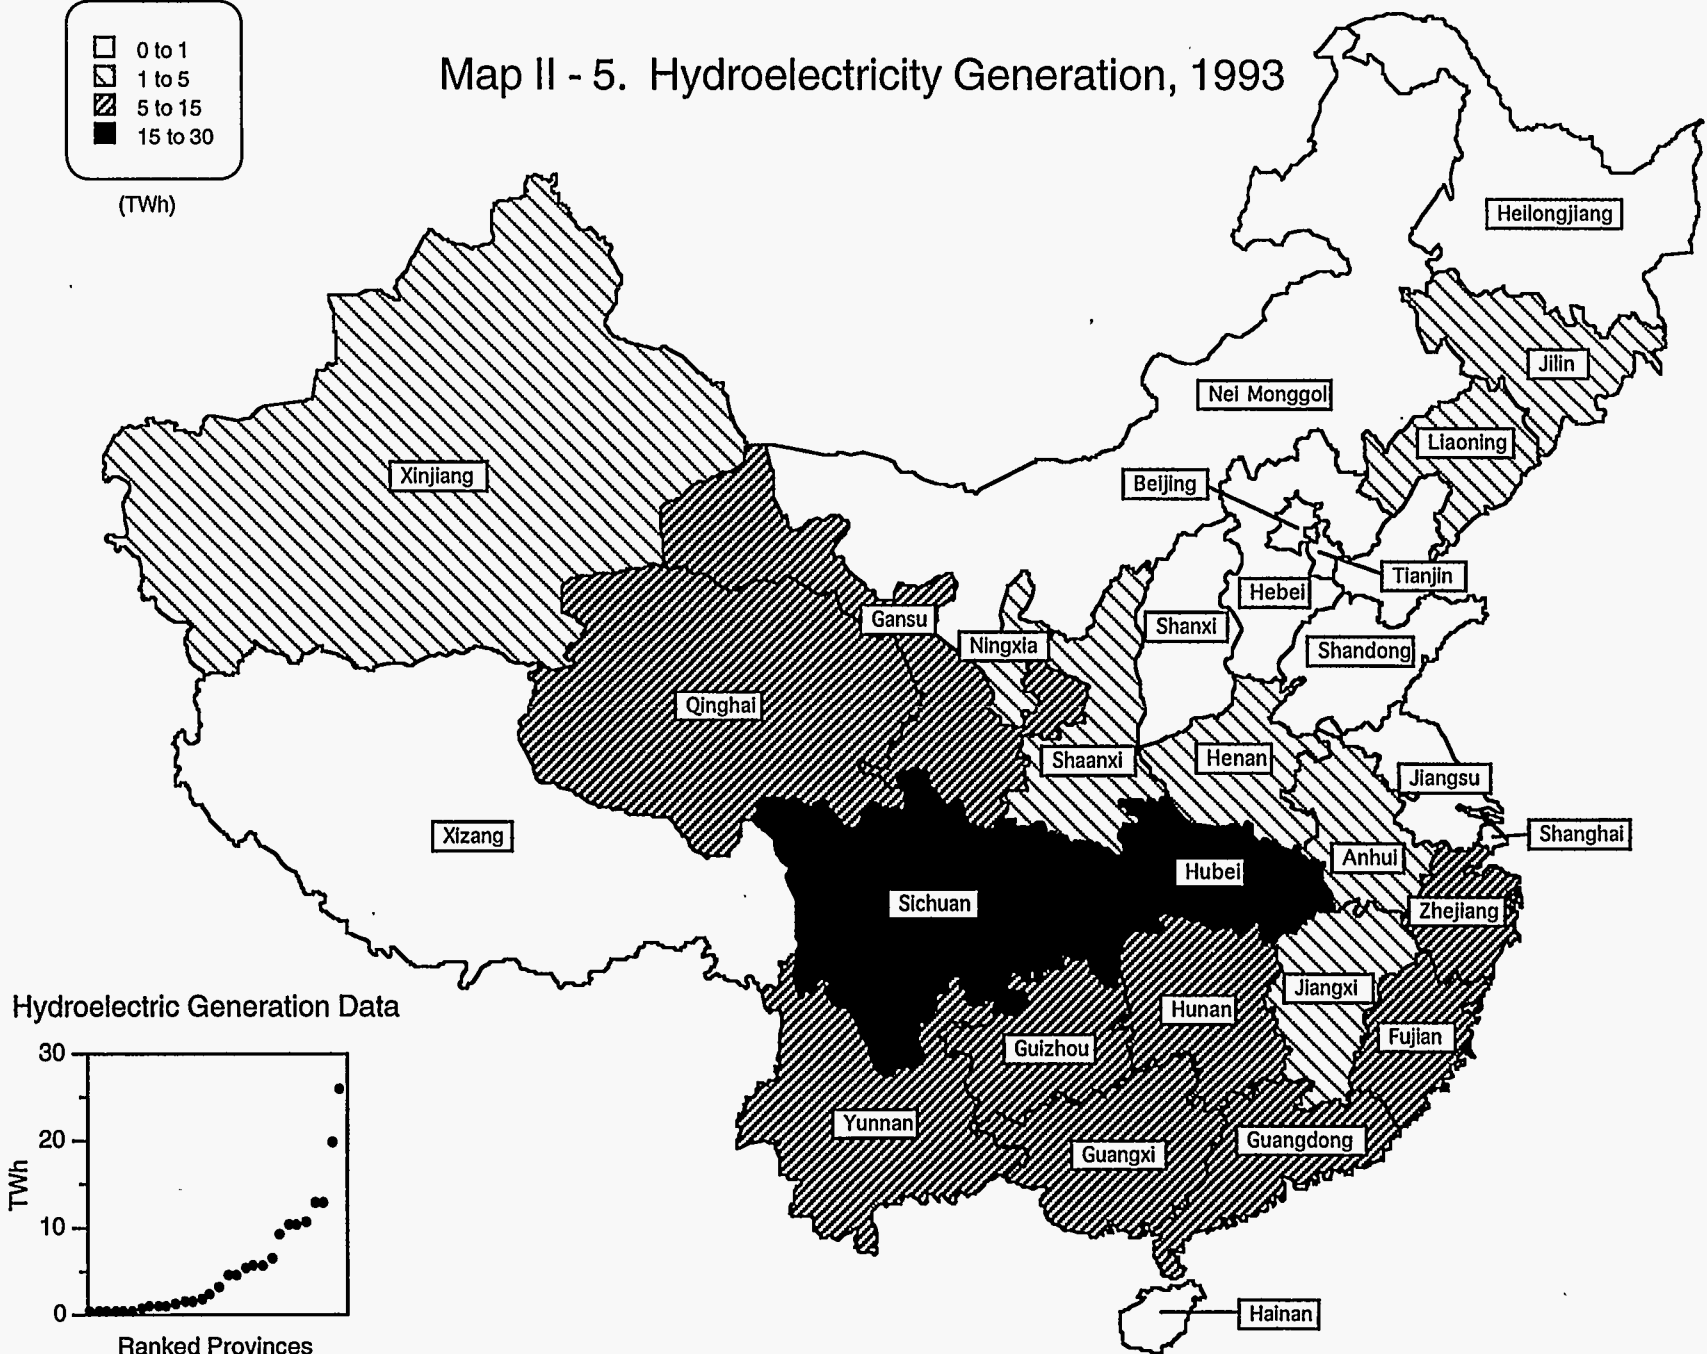 0 to 1
1 to 5
5 to 15
15 to 30
(TWh)
Map II - 5. Hydroelectricity Generation, 1993
Heilongjiang
Jilin
Nei Monggol
Liaoning
Xinjiang
Beijing
Tianjin
Hebei
Gansu
Shanxi
Ningxia
Shandong
Qinghai
Shaanxi
Henan
Jiangsu
Xizang
Shanghai
Anhui
Hubei
Sichuan
Zhejiang
Jiangxi
Hunan
Fujian
Guizhou
Yunnan
Guangdong
Guangxi
Hainan
Hydroelectric Generation Data
30
20
10
0
TWh
Ranked Provinces